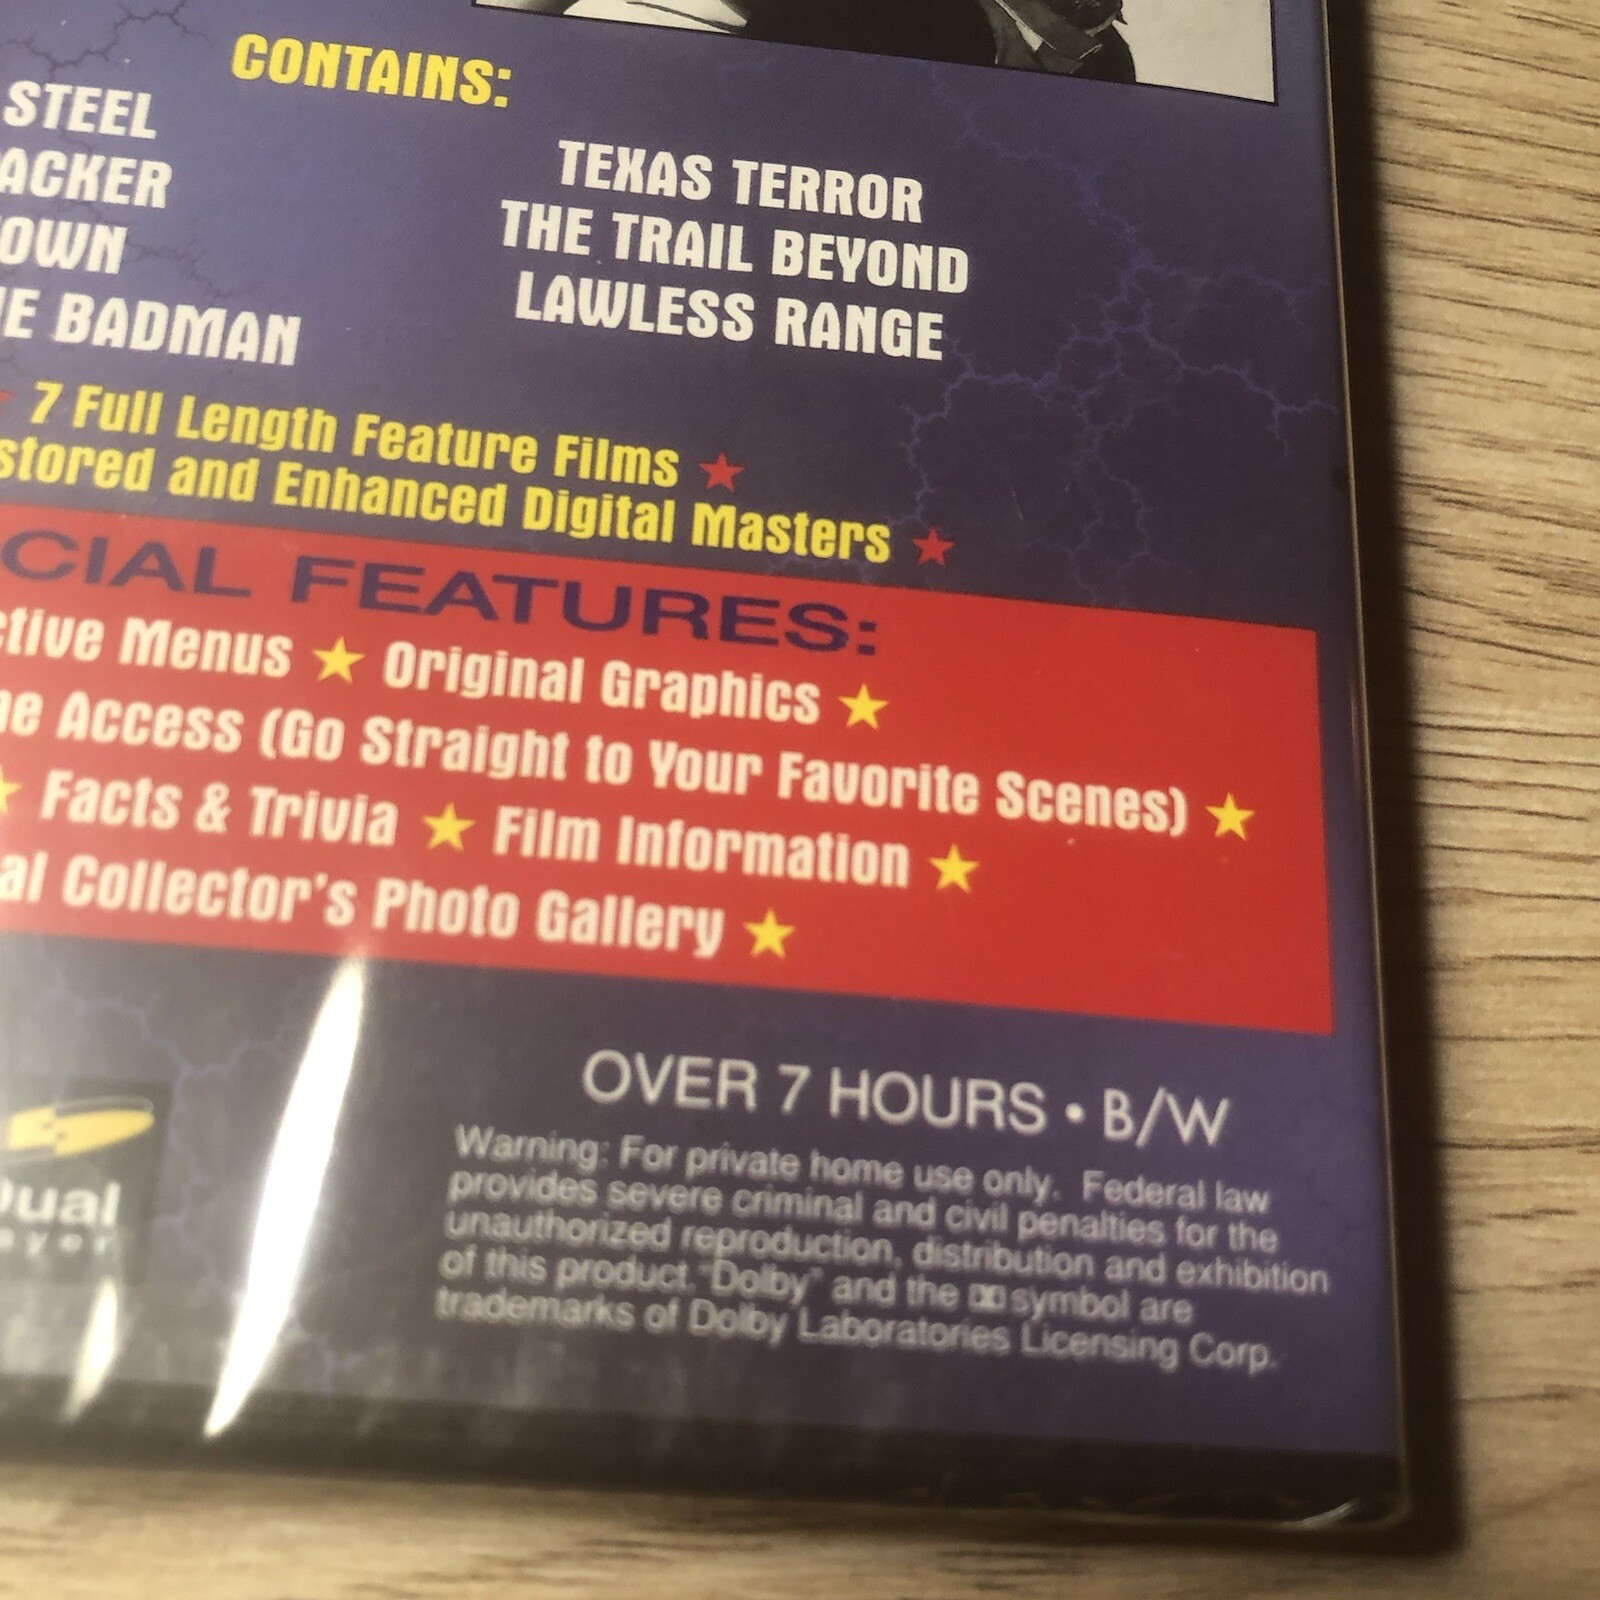 CONTAINS:
STEEL
ACKER
OWN
E BADMAN
TEXAS TERROR
THE TRAIL BEYOND
LAWLESS RANGE
7 Full Length Feature Films
stored and Enhanced Digital Masters
CIAL FEATURES:
ctive Menus ★ Original Graphics ★
ne Access (Go Straight to Your Favorite Scenes) ★
★ Facts & Trivia ★ Film Information ★
al Collector's Photo Gallery ★
OVER 7 HOURS • B/W
Dual
ayer
Warning: For private home use only. Federal law
provides severe criminal and civil penalties for the
unauthorized reproduction, distribution and exhibition
of this product. "Dolby" and the symbol are
trademarks of Dolby Laboratories Licensing Corp.